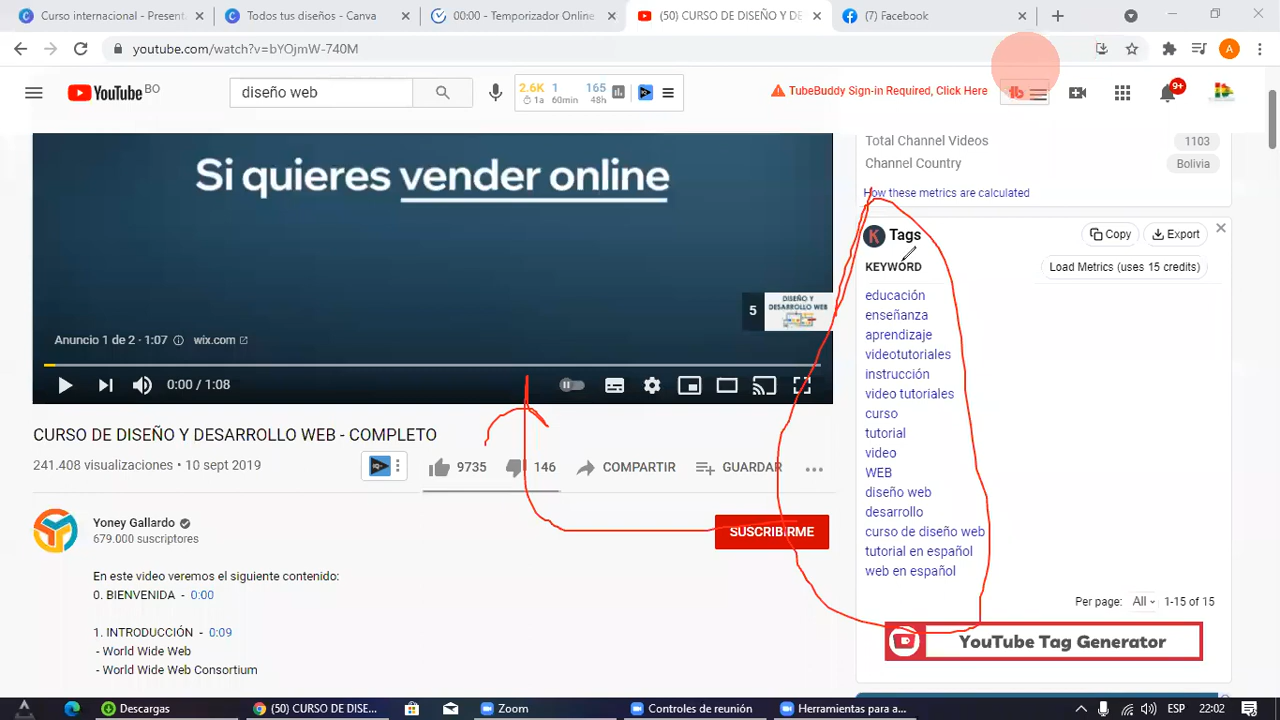 Curso internacional - Present
Todos tus diseños - Canva
00:00 - Temporizador Online
(50) CURSO DE DISEÑO Y DE
(7) Facebook
youtube.com/watch?v=bYOjmW-740M
YouTube BO
diseño web
2.6K 1 165
1a 60min 48h
TubeBuddy Sign-in Required, Click Here
9+
A
Si quieres vender online
5
DISEÑO Y
DESARROLLO WEB
Anuncio 1 de 2 · 1:07
wix.com
0:00 / 1:08
CURSO DE DISEÑO Y DESARROLLO WEB - COMPLETO
241.408 visualizaciones • 10 sept 2019
9735
146
COMPARTIR
GUARDAR
Yoney Gallardo
679.000 suscriptores
SUSCRIBIRME
En este video veremos el siguiente contenido:
0. BIENVENIDA - 0:00
1. INTRODUCCIÓN - 0:09
- World Wide Web
- World Wide Web Consortium
Total Channel Videos 1103
Channel Country Bolivia
How these metrics are calculated
K Tags
Copy
Export
KEYWORD
Load Metrics (uses 15 credits)
educación
enseñanza
aprendizaje
videotutoriales
instrucción
video tutoriales
curso
tutorial
video
WEB
diseño web
desarrollo
curso de diseño web
tutorial en español
web en español
Per page: All 1-15 of 15
YouTube Tag Generator
Descargas
(50) CURSO DE DISE...
Zoom
Controles de reunión
Herramientas para a...
ESP
22:02